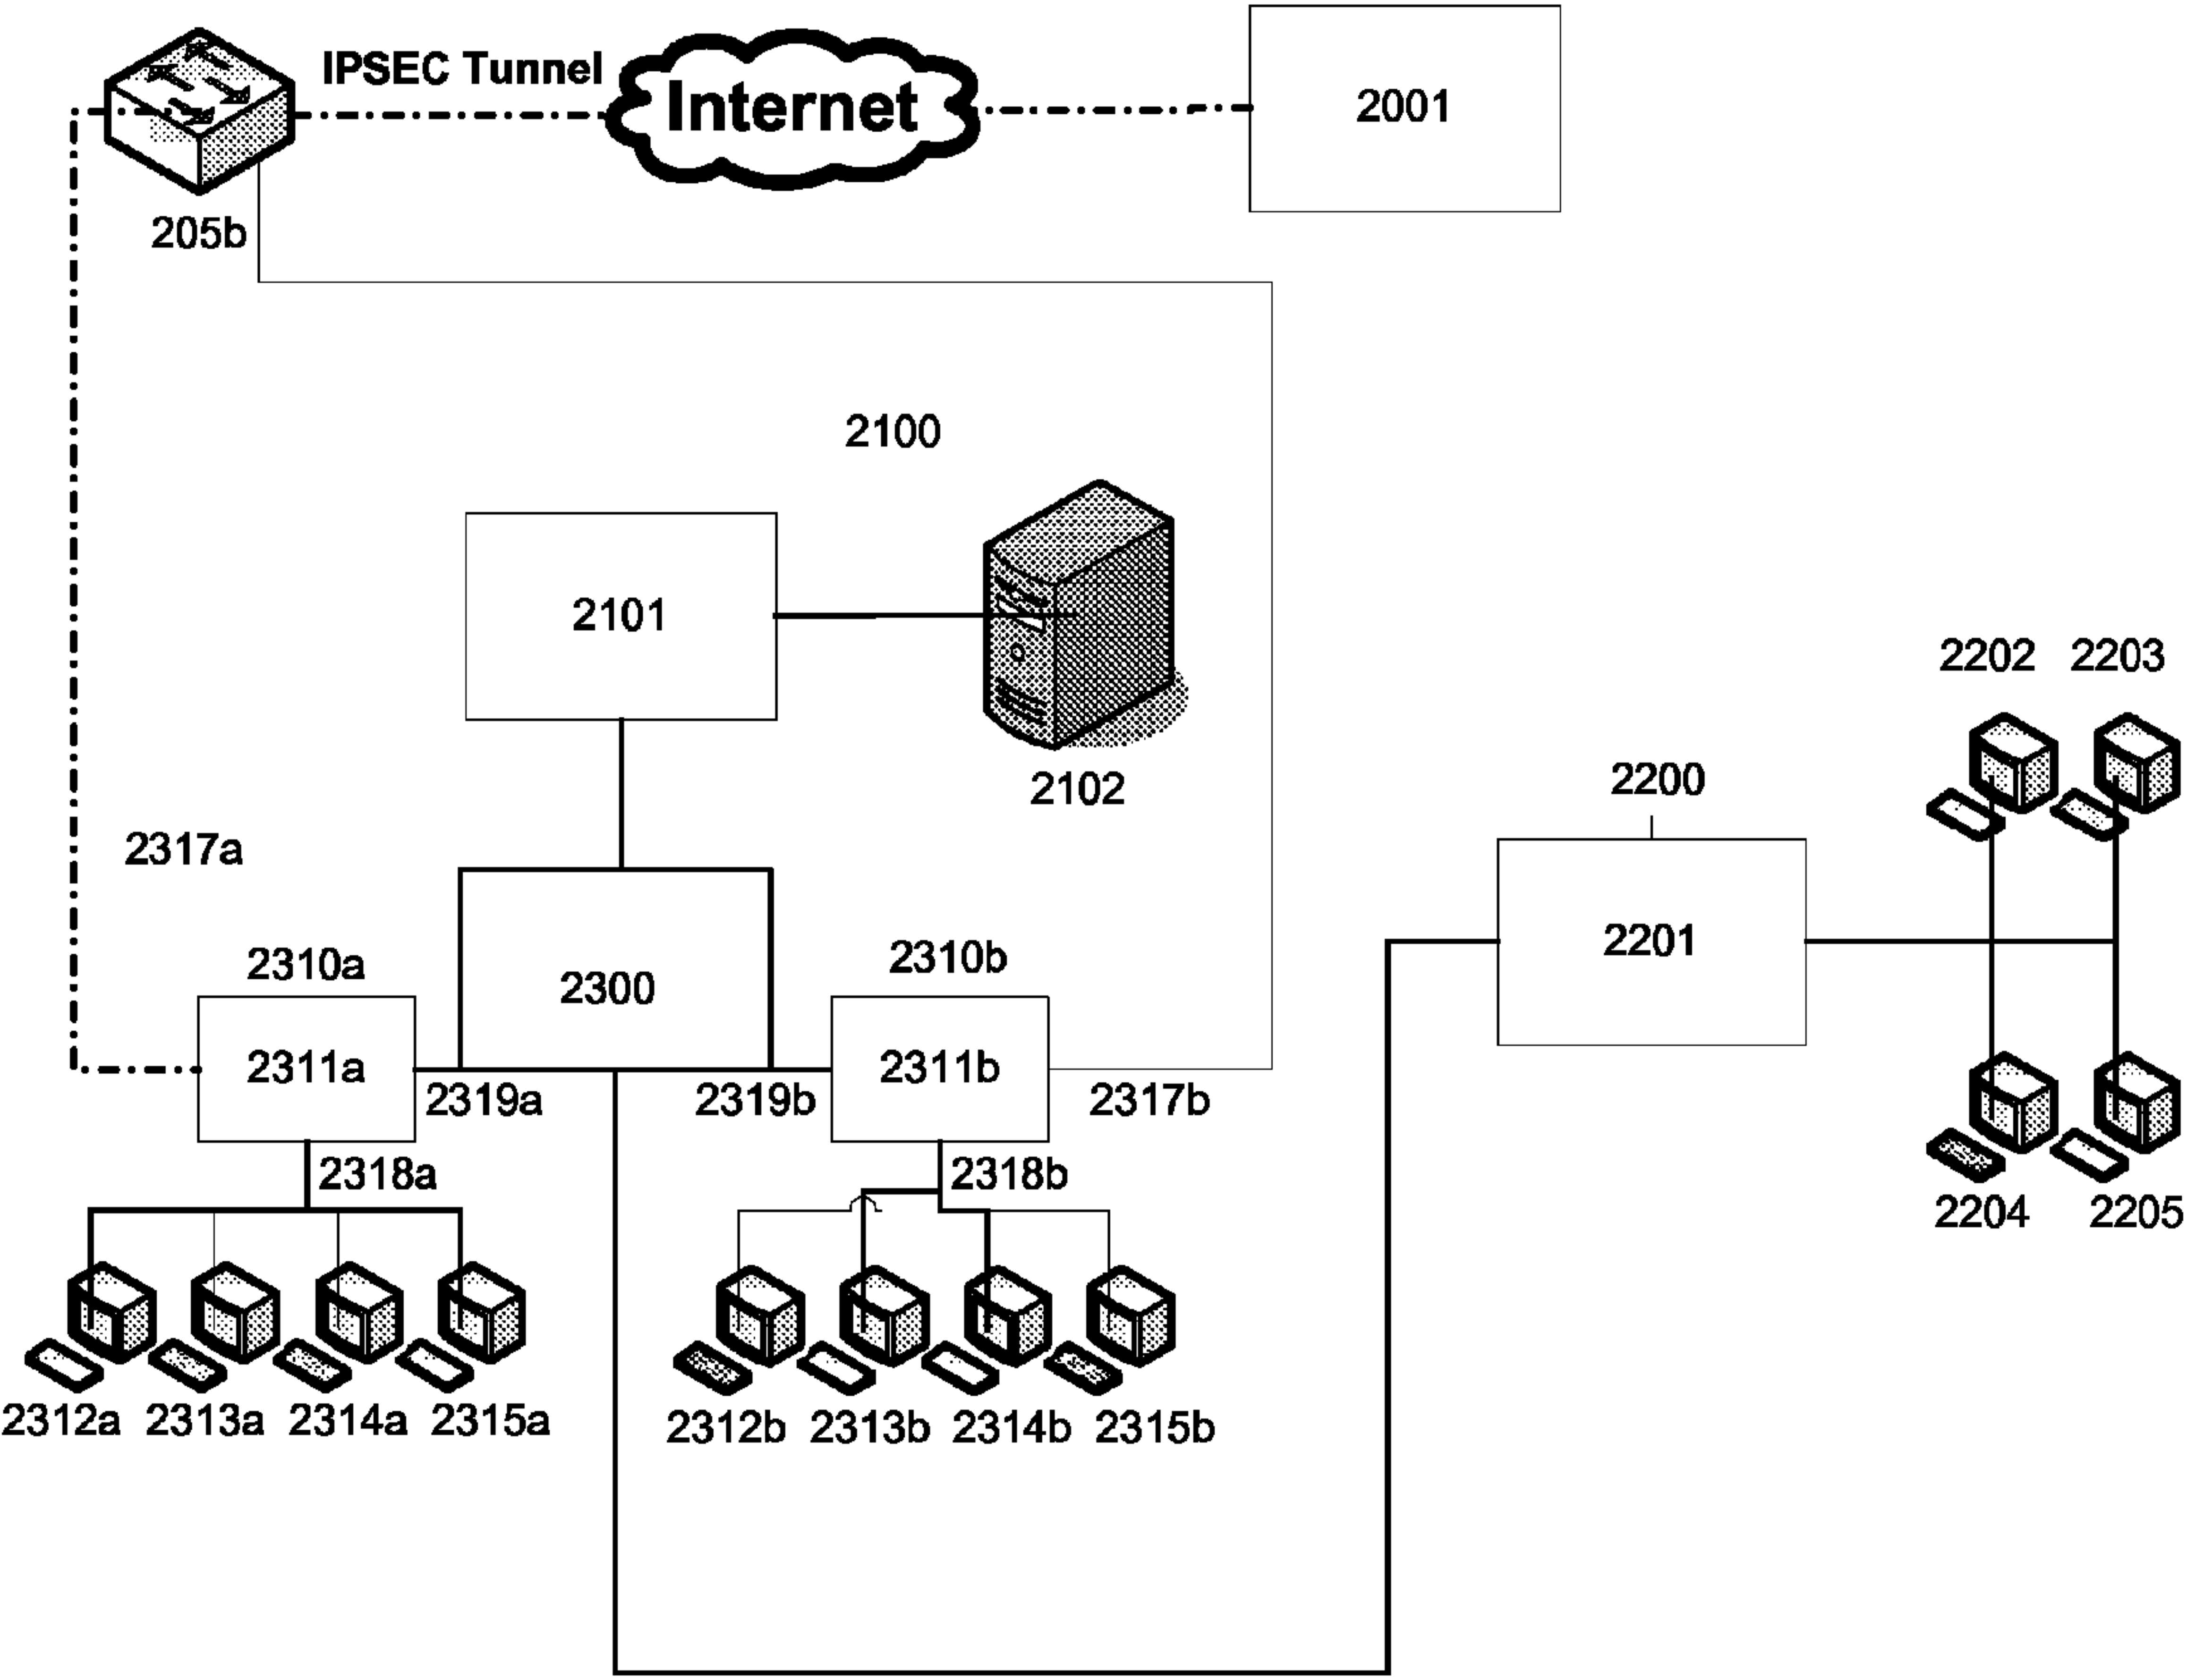 IPSEC Tunnel
Internet
2001
205b
2100
2101
2102
2202 2203
2200
2317a
2201
2310a
2310b
2300
2311a
2311b
2319a
2319b
2317b
2318a
2318b
2204
2205
2312a 2313a 2314a 2315a
2312b 2313b 2314b 2315b